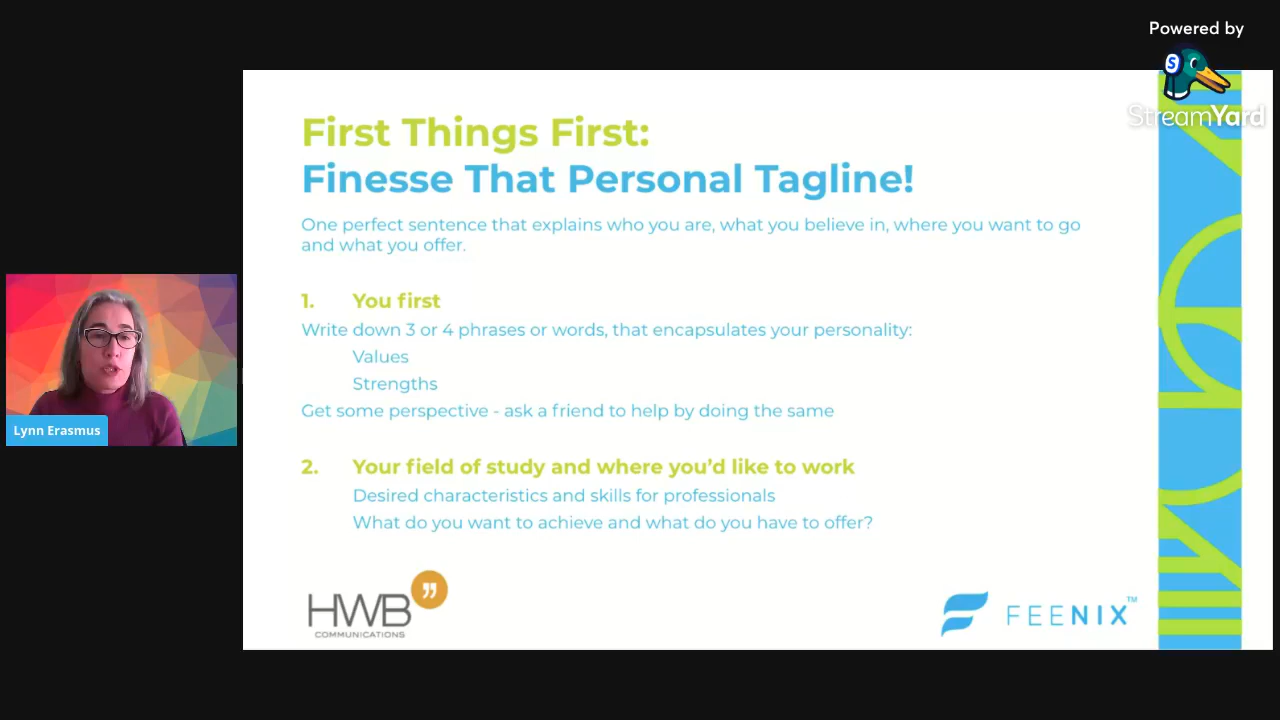 Powered by
S
StreamYard
First Things First:
Finesse That Personal Tagline!
One perfect sentence that explains who you are, what you believe in, where you want to go
and what you offer.
1. You first
Write down 3 or 4 phrases or words, that encapsulates your personality:
Values
Strengths
Get some perspective - ask a friend to help by doing the same
Lynn Erasmus
2. Your field of study and where you’d like to work
Desired characteristics and skills for professionals
What do you want to achieve and what do you have to offer?
HWB ”
COMMUNICATIONS
FEENIX™